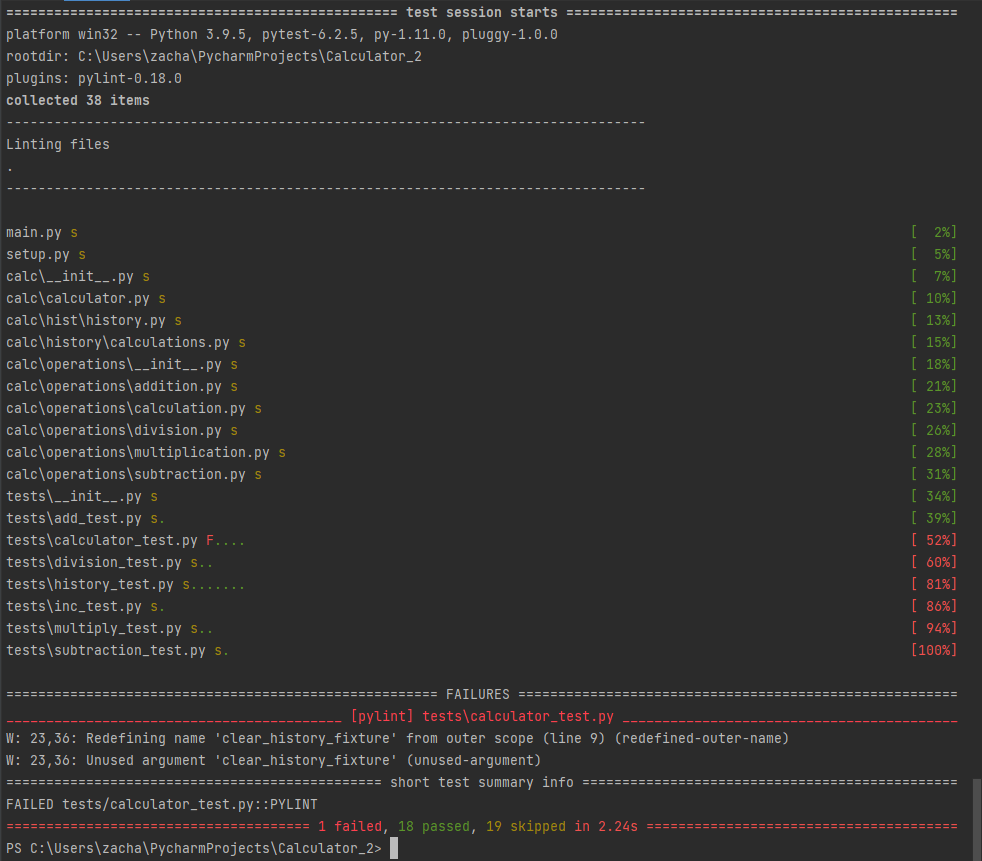 ================================================= test session starts =================================================
platform win32 -- Python 3.9.5, pytest-6.2.5, py-1.11.0, pluggy-1.0.0
rootdir: C:\Users\zacha\PycharmProjects\Calculator_2
plugins: pylint-0.18.0
collected 38 items
--------------------------------------------------------------------------------
Linting files
.
--------------------------------------------------------------------------------
main.py s [  2%]
setup.py s [  5%]
calc\__init__.py s [  7%]
calc\calculator.py s [ 10%]
calc\hist\history.py s [ 13%]
calc\history\calculations.py s [ 15%]
calc\operations\__init__.py s [ 18%]
calc\operations\addition.py s [ 21%]
calc\operations\calculation.py s [ 23%]
calc\operations\division.py s [ 26%]
calc\operations\multiplication.py s [ 28%]
calc\operations\subtraction.py s [ 31%]
tests\__init__.py s [ 34%]
tests\add_test.py s. [ 39%]
tests\calculator_test.py F.... [ 52%]
tests\division_test.py s.. [ 60%]
tests\history_test.py s....... [ 81%]
tests\inc_test.py s. [ 86%]
tests\multiply_test.py s.. [ 94%]
tests\subtraction_test.py s. [100%]
====================================================== FAILURES =======================================================
__________________________________________ [pylint] tests\calculator_test.py __________________________________________
W: 23,36: Redefining name 'clear_history_fixture' from outer scope (line 9) (redefined-outer-name)
W: 23,36: Unused argument 'clear_history_fixture' (unused-argument)
=============================================== short test summary info ===============================================
FAILED tests/calculator_test.py::PYLINT
====================================== 1 failed, 18 passed, 19 skipped in 2.24s =======================================
PS C:\Users\zacha\PycharmProjects\Calculator_2>